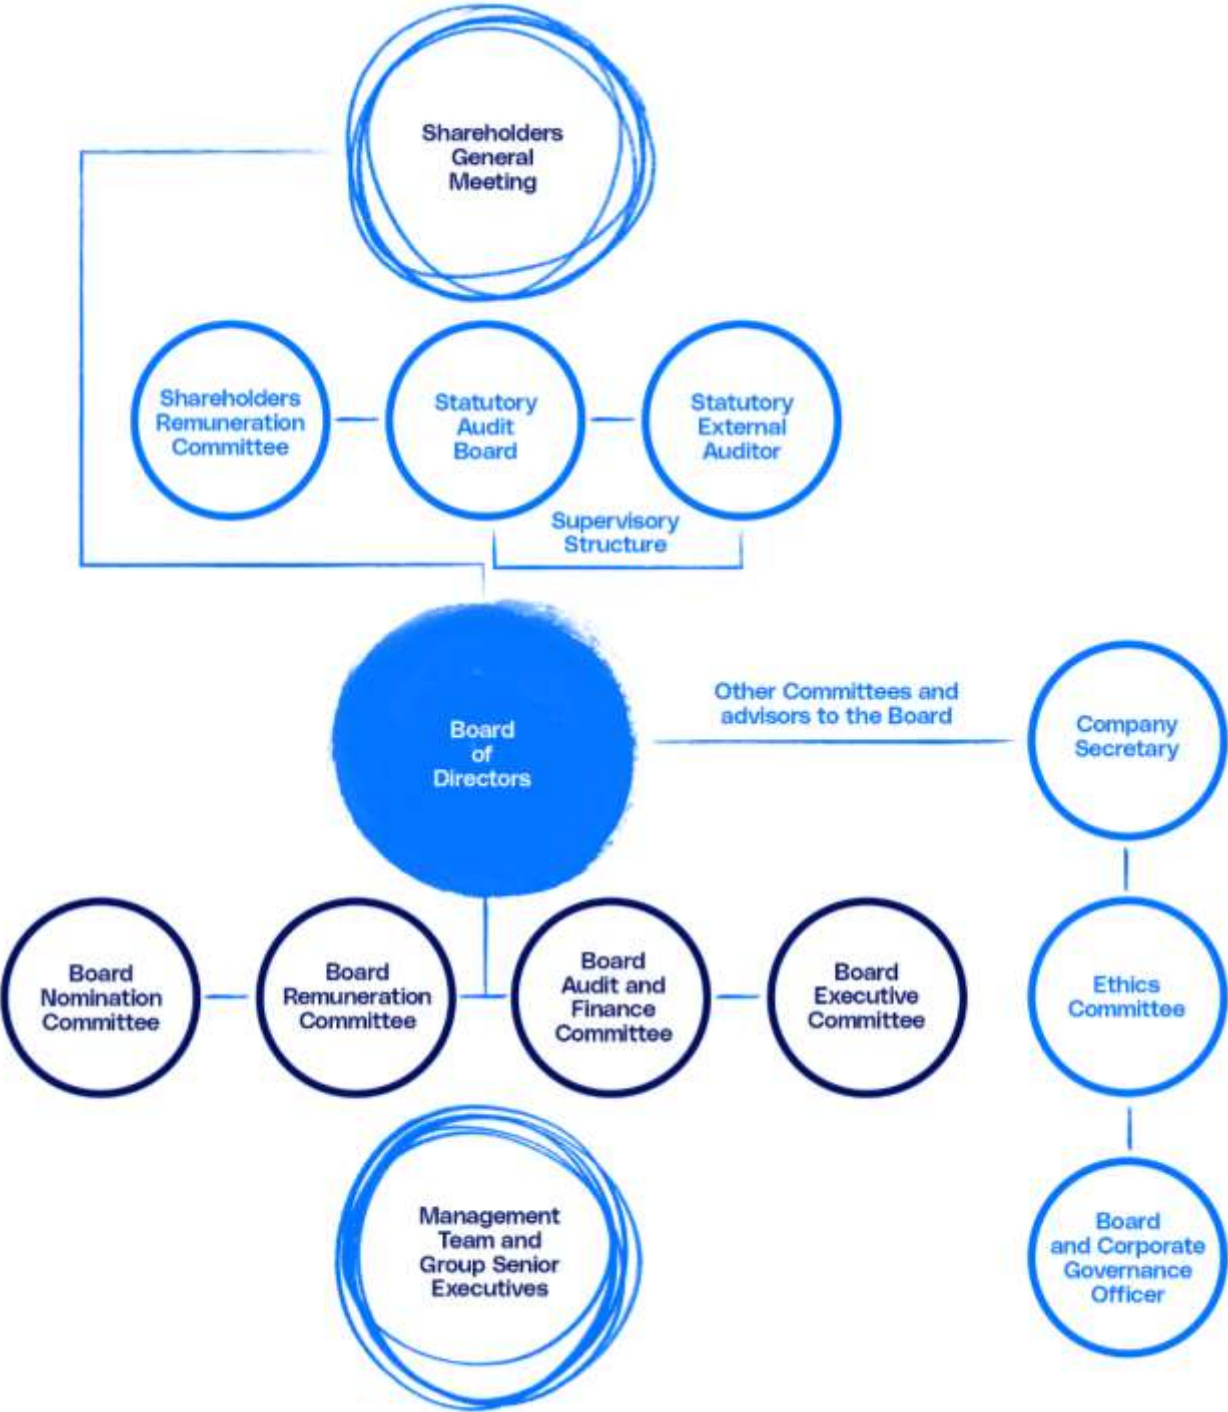 Shareholders
General
Meeting
Shareholders
Remuneration
Committee
Statutory
Audit
Board
Statutory
External
Auditor
Supervisory
Structure
Board
of
Directors
Other Committees and
advisors to the Board
Company
Secretary
Board
Nomination
Committee
Board
Remuneration
Committee
Board
Audit and
Finance
Committee
Board
Executive
Committee
Ethics
Committee
Management
Team and
Group Senior
Executives
Board
and Corporate
Governance
Officer